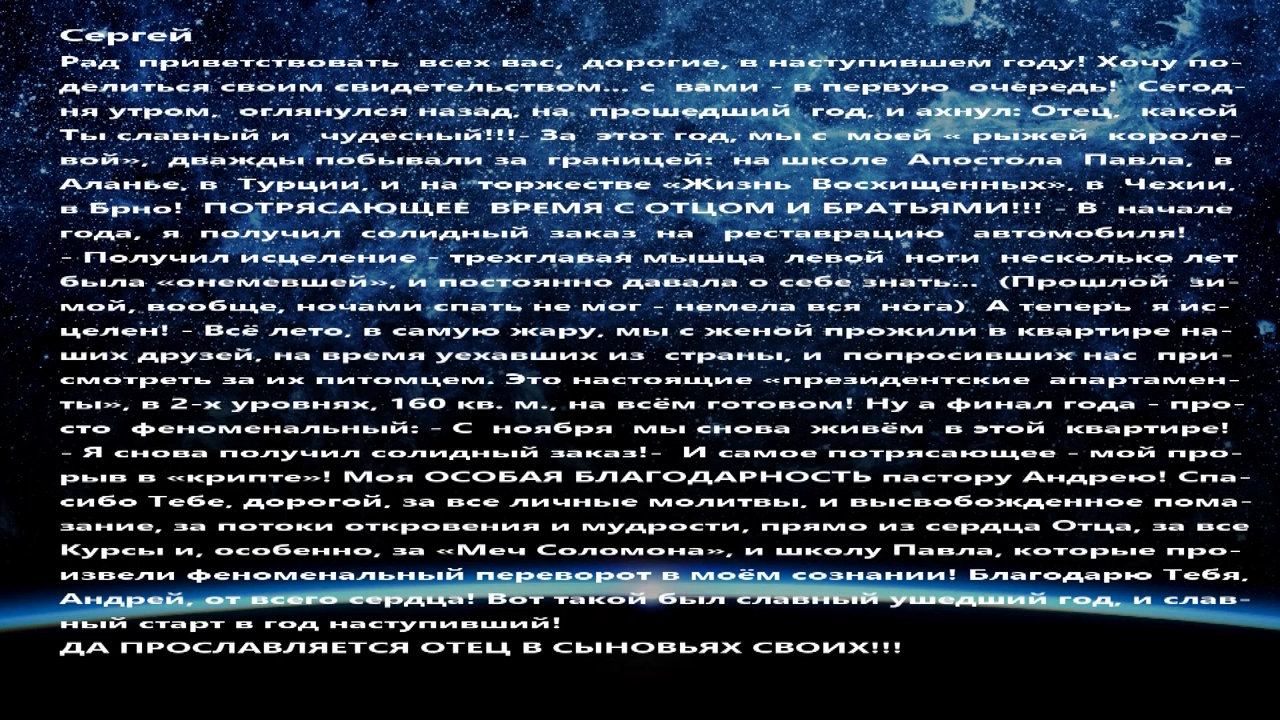 Сергей
Рад приветствовать всех вас, дорогие, в наступившем году! Хочу по-
делиться своим свидетельством... с вами - в первую очередь! Сегод-
ня утром, оглянулся назад, на прошедший год, и ахнул: Отец, какой
Ты славный и чудесный!!!- За этот год, мы с моей « рыжей короле-
вой», дважды побывали за границей: на школе Апостола Павла, в
Аланье, в Турции, и на торжестве «Жизнь Восхищенных», в Чехии,
в Брно! ПОТРЯСАЮЩЕЕ ВРЕМЯ С ОТЦОМ И БРАТЬЯМИ!!! - В начале
года, я получил солидный заказ на реставрацию автомобиля!
- Получил исцеление - трехглавая мышца левой ноги несколько лет
была «онемевшей», и постоянно давала о себе знать... (Прошлой зи-
мой, вообще, ночами спать не мог - немела вся нога) А теперь я ис-
целен! - Всё лето, в самую жару, мы с женой прожили в квартире на-
ших друзей, на время уехавших из страны, и попросивших нас при-
смотреть за их питомцем. Это настоящие «президентские апартамен-
ты», в 2-х уровнях, 160 кв. м., на всём готовом! Ну а финал года - про-
сто феноменальный: - С ноября мы снова живём в этой квартире!
- Я снова получил солидный заказ!- И самое потрясающее - мой про-
рыв в «крипте»! Моя ОСОБАЯ БЛАГОДАРНОСТЬ пастору Андрею! Спа-
сибо Тебе, дорогой, за все личные молитвы, и высвобожденное пома-
зание, за потоки откровения и мудрости, прямо из сердца Отца, за все
Курсы и, особенно, за «Меч Соломона», и школу Павла, которые про-
извели феноменальный переворот в моём сознании! Благодарю Тебя,
Андрей, от всего сердца! Вот такой был славный ушедший год, и слав-
ный старт в год наступивший!
ДА ПРОСЛАВЛЯЕТСЯ ОТЕЦ В СЫНОВЬЯХ СВОИХ!!!